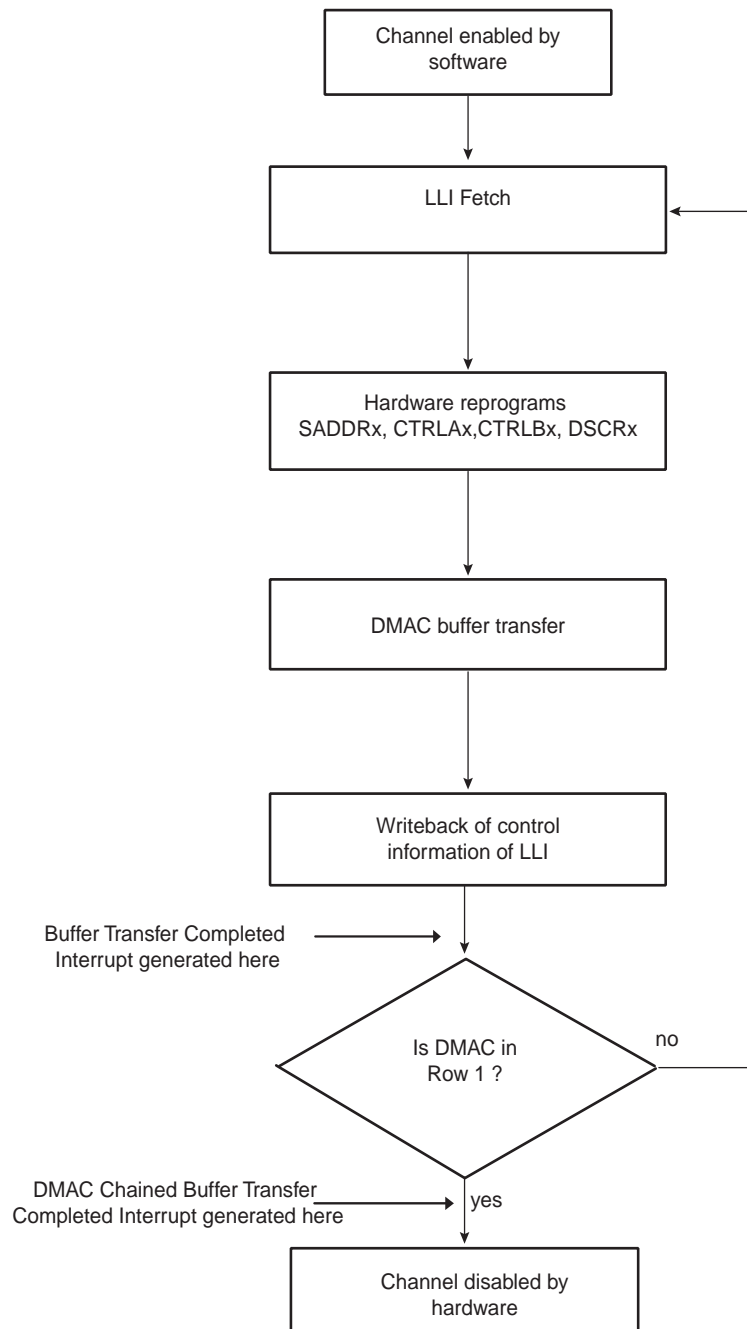 Channel enabled by
software
LLI Fetch
Hardware reprograms
SADDRx, CTRLAx,CTRLBx, DSCRx
DMAC buffer transfer
Writeback of control
information of LLI
Buffer Transfer Completed
Interrupt generated here
Is DMAC in
Row 1 ?
no
DMAC Chained Buffer Transfer
Completed Interrupt generated here
yes
Channel disabled by
hardware